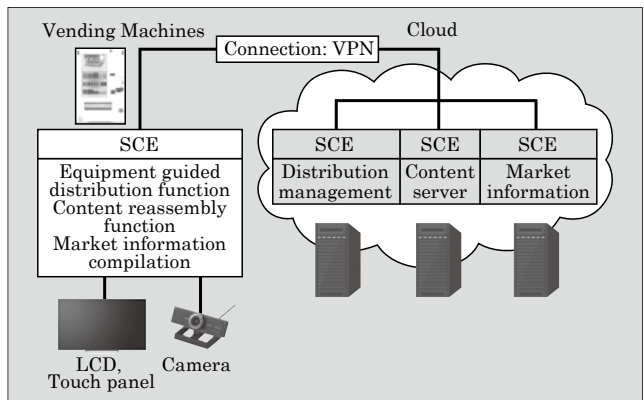 Vending Machines
Connection: VPN
Cloud
SCE
Equipment guided
distribution function
Content reassembly
function
Market information
compilation
SCE
Distribution
management
SCE
Content
server
SCE
Market
information
LCD,
Touch panel
Camera